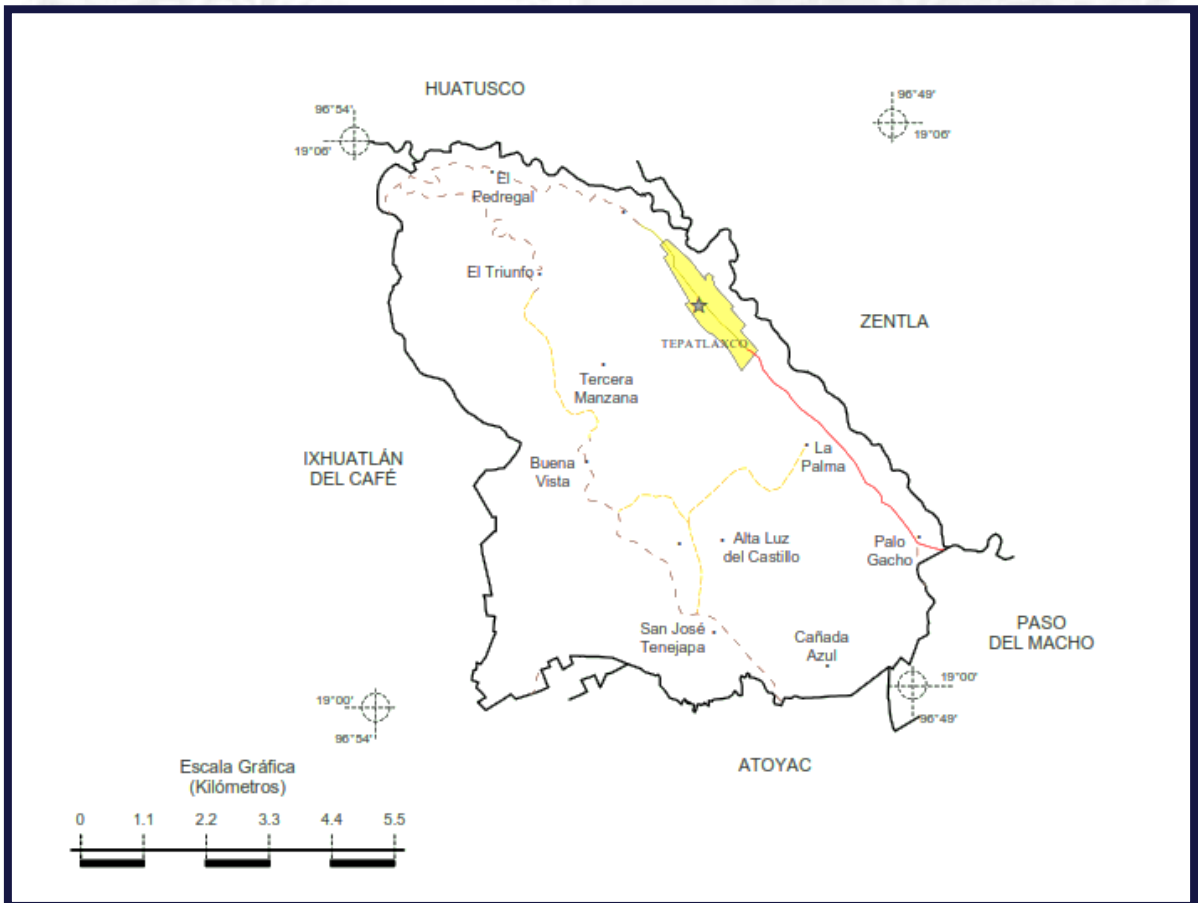 HUATUSCO
96°54'
19°06'
96°49'
19°06'
El
Pedregal
El Triunfo
ZENTLA
TEPATLAXCO
Tercera
Manzana
IXHUATLÁN
DEL CAFÉ
Buena
Vista
La
Palma
Alta Luz
del Castillo
Palo
Gacho
San José
Tenejapa
Cañada
Azul
PASO
DEL MACHO
19°00'
96°49'
19°00'
96°54'
ATOYAC
Escala Gráfica
(Kilómetros)
0 1.1 2.2 3.3 4.4 5.5